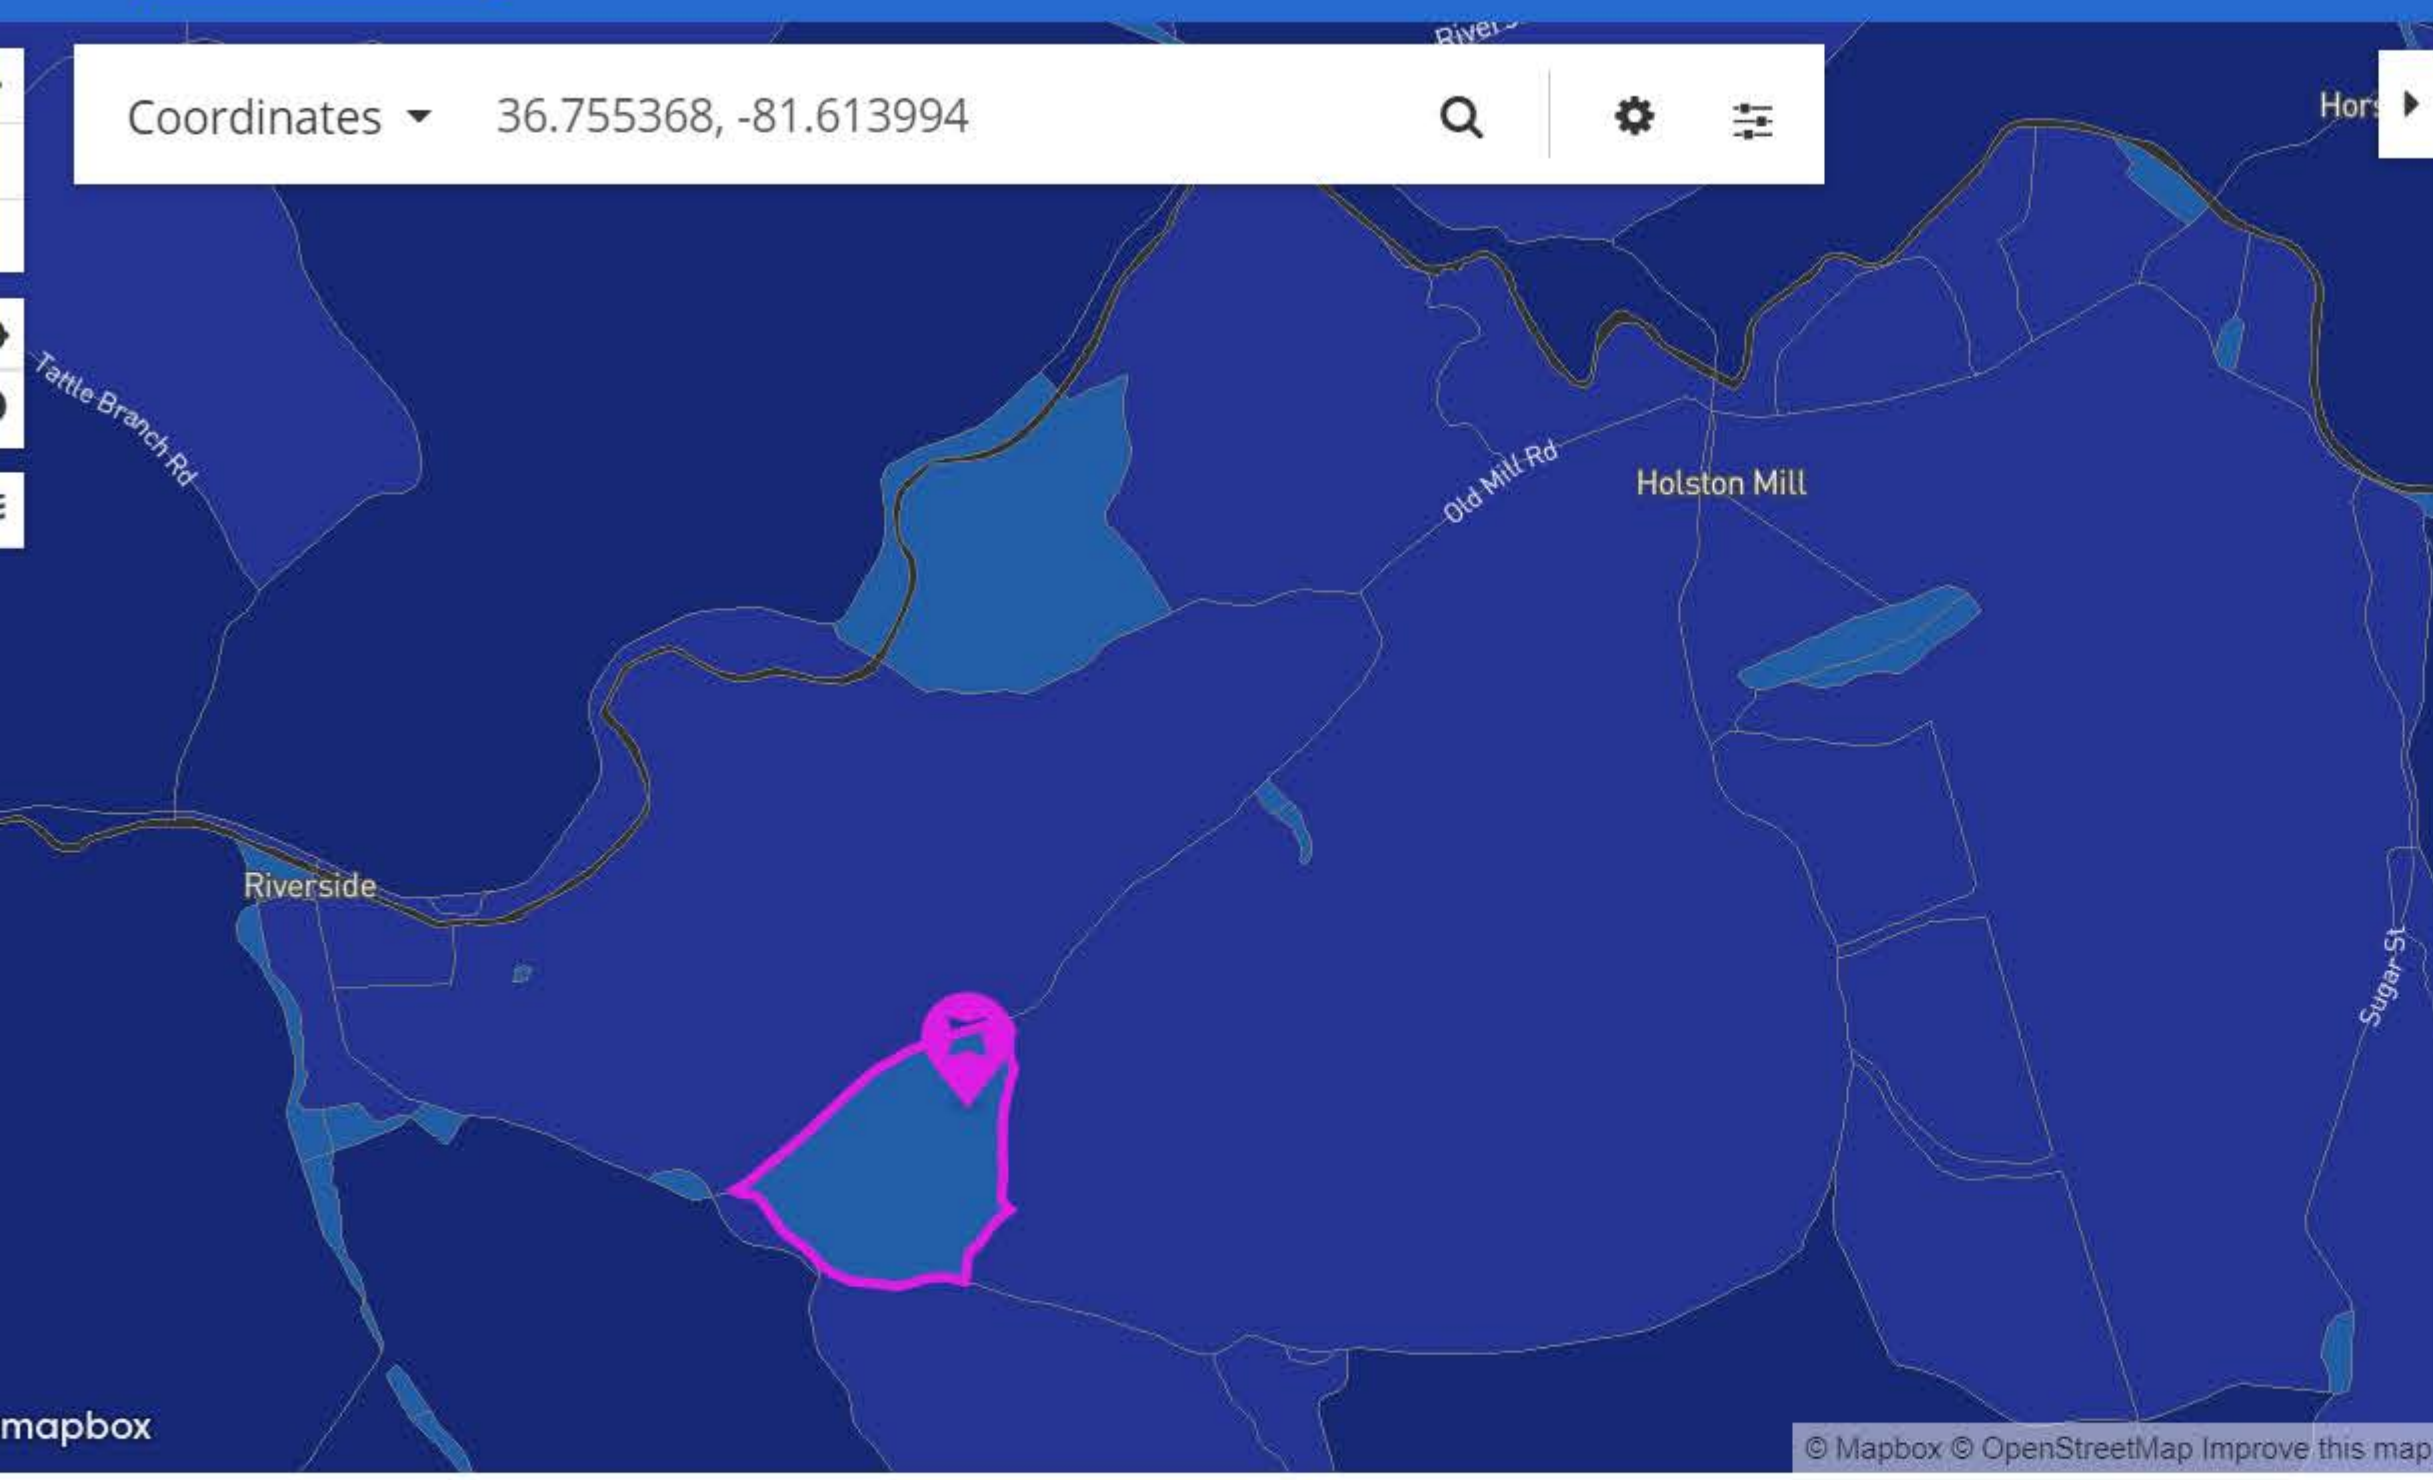 Coordinates 36.755368, -81.613994
Tattle Branch Rd
Old Mill Rd
Holston Mill
Riverside
Sugar St
mapbox
© Mapbox © OpenStreetMap Improve this map